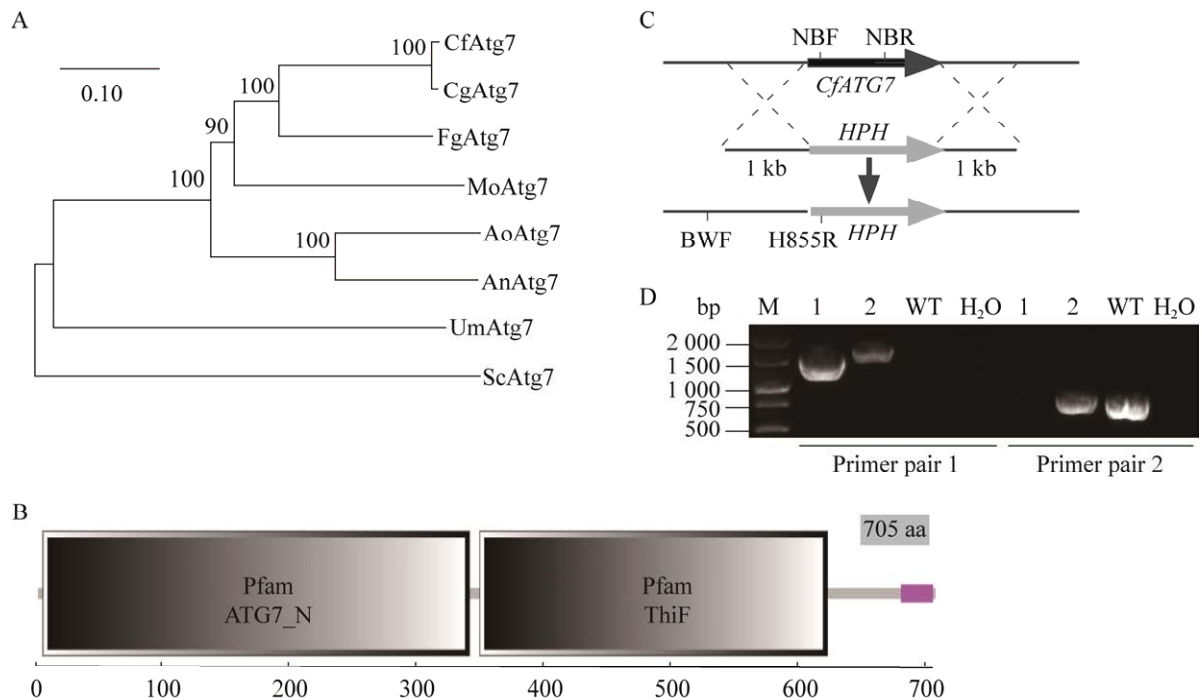 A
0.10
100
CfAtg7
CgAtg7
100
FgAtg7
90
MoAtg7
100
AoAtg7
100
AnAtg7
UmAtg7
ScAtg7
C
NBF NBR
CfATG7
HPH
1 kb 1 kb
BWF H855R HPH
D
bp M 1 2 WT H₂O 1 2 WT H₂O
2 000
1 500
1 000
750
500
Primer pair 1 Primer pair 2
B
705 aa
Pfam
ATG7_N
Pfam
ThiF
0 100 200 300 400 500 600 700